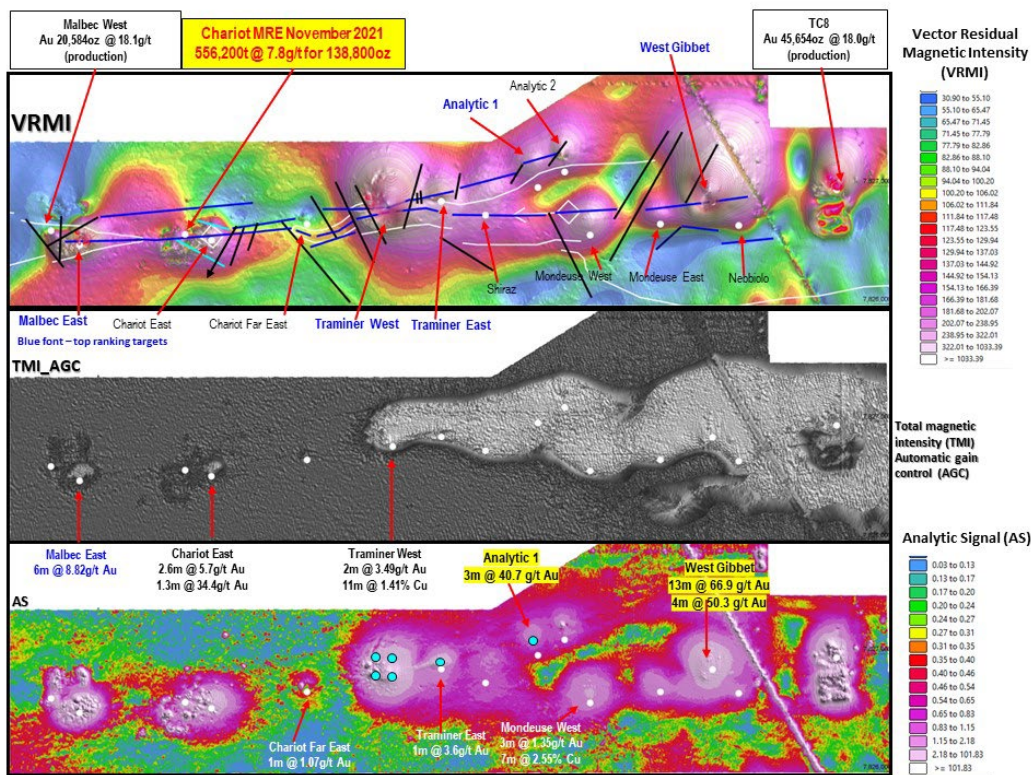 Malbec West
Au 20,584oz @ 18.1g/t
(production)
Chariot MRE November 2021
556,200t @ 7.8g/t for 138,800oz
West Gibbet
TC8
Au 45,654oz @ 18.0g/t
(production)
Analytic 2
Analytic 1
VRMI
7,827,000
Shiraz
Mondeuse West
Mondeuse East
Nebbiolo
7,826,000
Malbec East
Chariot East
Chariot Far East
Traminer West
Traminer East
Blue font – top ranking targets
Vector Residual
Magnetic Intensity
(VRMI)
30.90 to 55.10
55.10 to 65.47
65.47 to 71.45
71.45 to 77.79
77.79 to 82.86
82.86 to 88.10
88.10 to 94.04
94.04 to 100.20
100.20 to 106.02
106.02 to 111.84
111.84 to 117.48
117.48 to 123.55
123.55 to 129.94
129.94 to 137.03
137.03 to 144.92
144.92 to 154.13
154.13 to 166.39
166.39 to 181.68
181.68 to 202.07
202.07 to 238.95
238.95 to 322.01
322.01 to 1033.39
>= 1033.39
TMI_AGC
Total magnetic
intensity (TMI)
Automatic gain
control (AGC)
Malbec East
6m @ 8.82g/t Au
Chariot East
2.6m @ 5.7g/t Au
1.3m @ 34.4g/t Au
Traminer West
2m @ 3.49g/t Au
11m @ 1.41% Cu
Analytic 1
3m @ 40.7 g/t Au
West Gibbet
13m @ 66.9 g/t Au
4m @ 50.3 g/t Au
AS
Chariot Far East
1m @ 1.07g/t Au
Traminer East
1m @ 3.6g/t Au
Mondeuse West
3m @ 1.35g/t Au
7m @ 2.55% Cu
Analytic Signal (AS)
0.03 to 0.13
0.13 to 0.17
0.17 to 0.20
0.20 to 0.24
0.24 to 0.27
0.27 to 0.31
0.31 to 0.35
0.35 to 0.40
0.40 to 0.46
0.46 to 0.54
0.54 to 0.65
0.65 to 0.83
0.83 to 1.15
1.15 to 2.18
2.18 to 101.83
>= 101.83